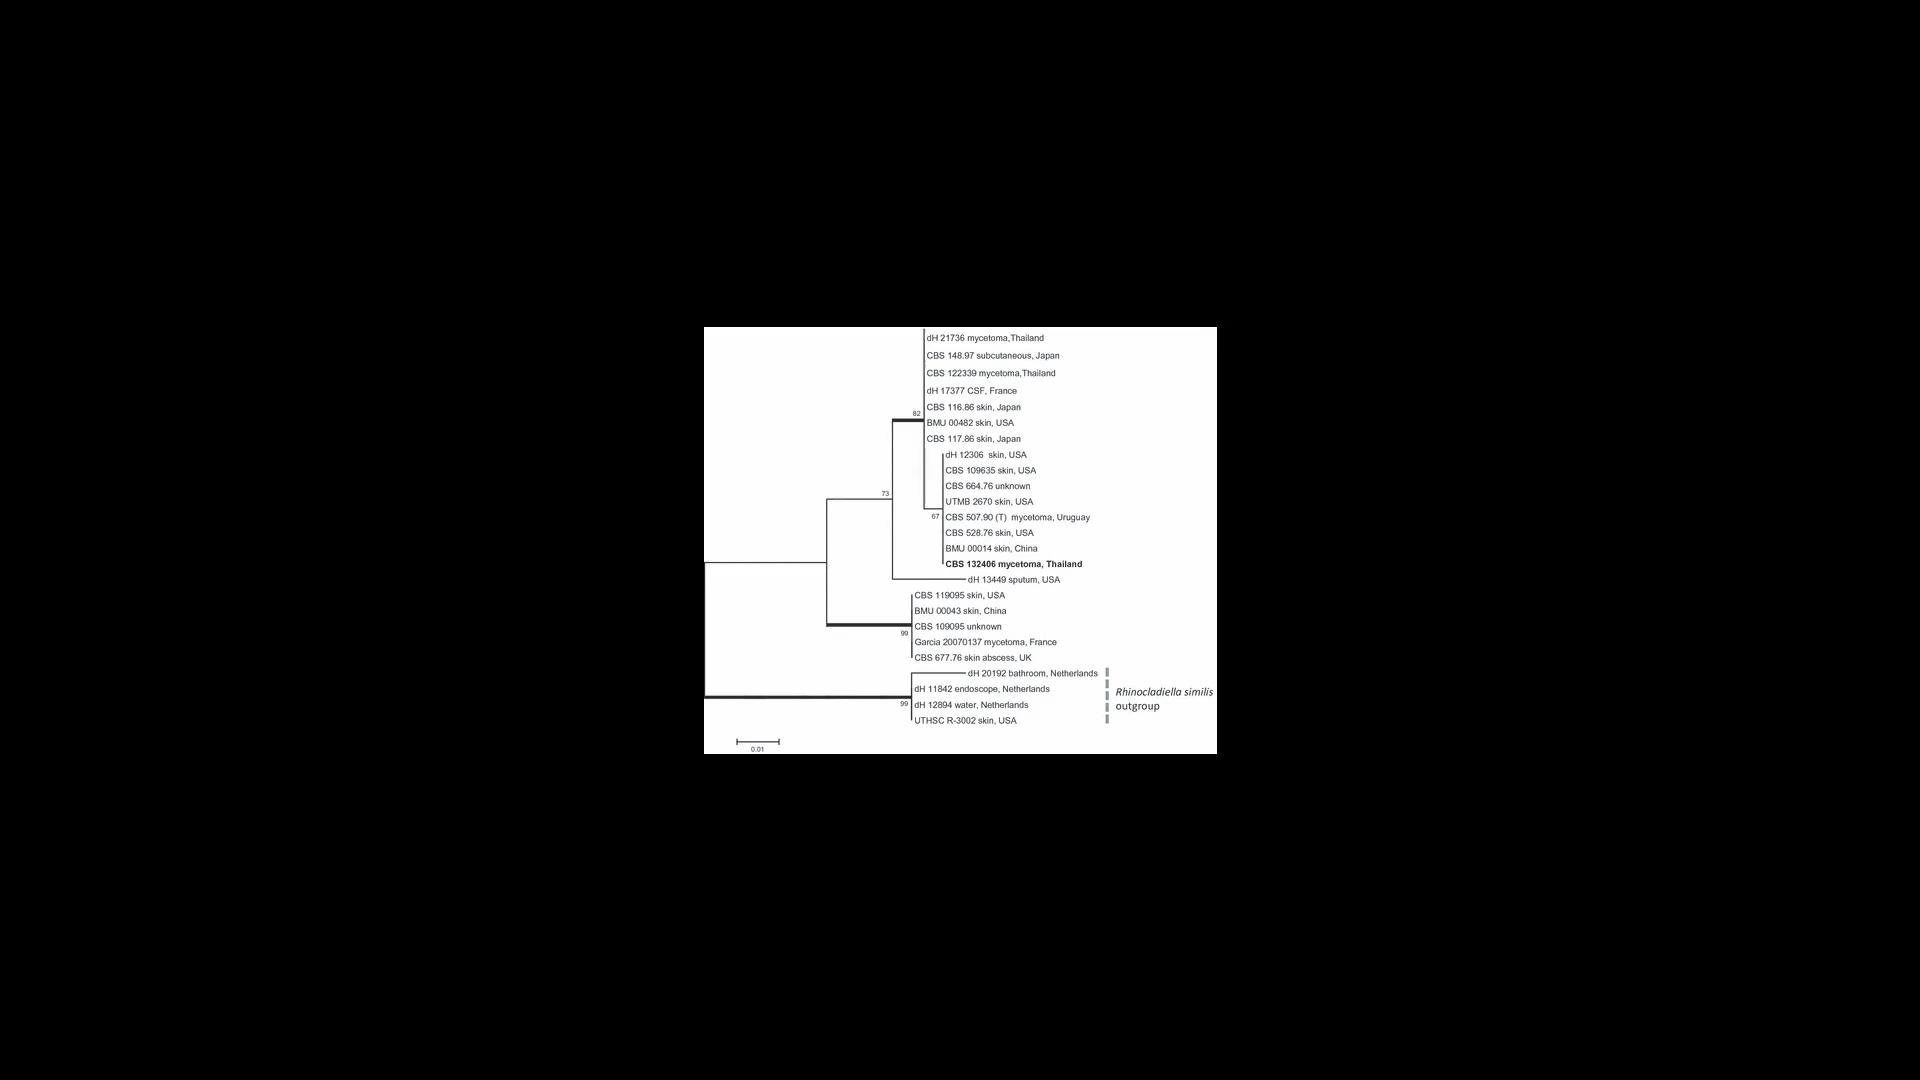 dH 21736 mycetoma,Thailand
CBS 148.97 subcutaneous, Japan
CBS 122339 mycetoma,Thailand
dH 17377 CSF, France
CBS 116.86 skin, Japan
82
BMU 00482 skin, USA
CBS 117.86 skin, Japan
dH 12306 skin, USA
CBS 109635 skin, USA
CBS 664.76 unknown
73
UTMB 2670 skin, USA
67
CBS 507.90 (T) mycetoma, Uruguay
CBS 528.76 skin, USA
BMU 00014 skin, China
CBS 132406 mycetoma, Thailand
dH 13449 sputum, USA
CBS 119095 skin, USA
BMU 00043 skin, China
CBS 109095 unknown
99
Garcia 20070137 mycetoma, France
CBS 677.76 skin abscess, UK
dH 20192 bathroom, Netherlands
dH 11842 endoscope, Netherlands
99
dH 12894 water, Netherlands
UTHSC R-3002 skin, USA
Rhinocladiella similis
outgroup
0.01